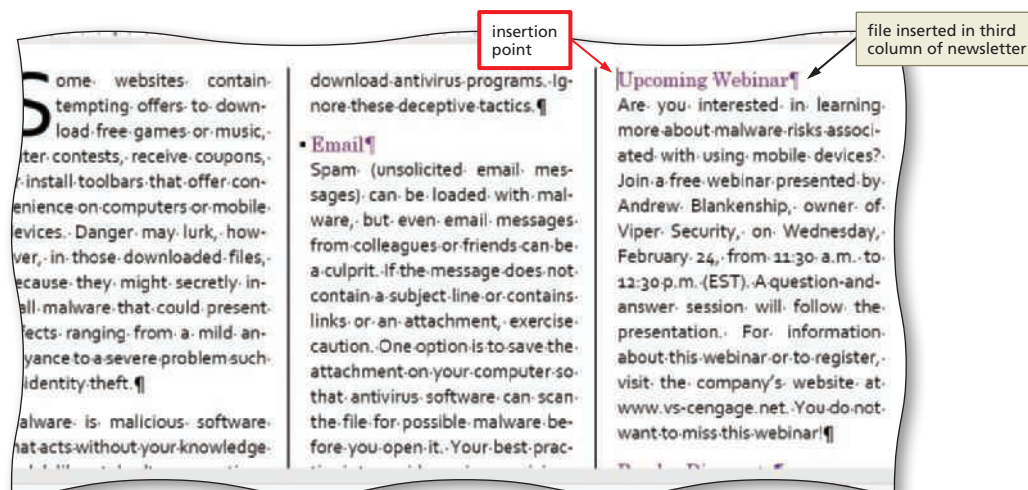 insertion
point
file inserted in third
column of newsletter
Some websites contain
tempting offers to down-
load free games or music,
contests, receive coupons,
install toolbars that offer con-
on computers or mobile
Danger may lurk, how-
in those downloaded files,
they might secretly in-
malware that could present
ranging from a mild an-
to a severe problem such
identity theft.¶
is malicious software
acts without your knowledge
download antivirus programs. Ig-
nore these deceptive tactics.¶
Email¶
Spam (unsolicited email mes-
sages) can be loaded with mal-
ware, but even email messages
from colleagues or friends can be
a culprit. If the message does not
contain a subject line or contains
links or an attachment, exercise
caution. One option is to save the
attachment on your computer so
that antivirus software can scan
the file for possible malware be-
fore you open it. Your best prac-
Upcoming Webinar¶
Are you interested in learning
more about malware risks associ-
ated with using mobile devices?
Join a free webinar presented by
Andrew Blankenship, owner of
Viper Security, on Wednesday,
February 24, from 11:30 a.m. to
12:30 p.m. (EST). A question-and-
answer session will follow the
presentation. For information
about this webinar or to register,
visit the company's website at
www.vs-cengage.net. You do not
want to miss this webinar!¶